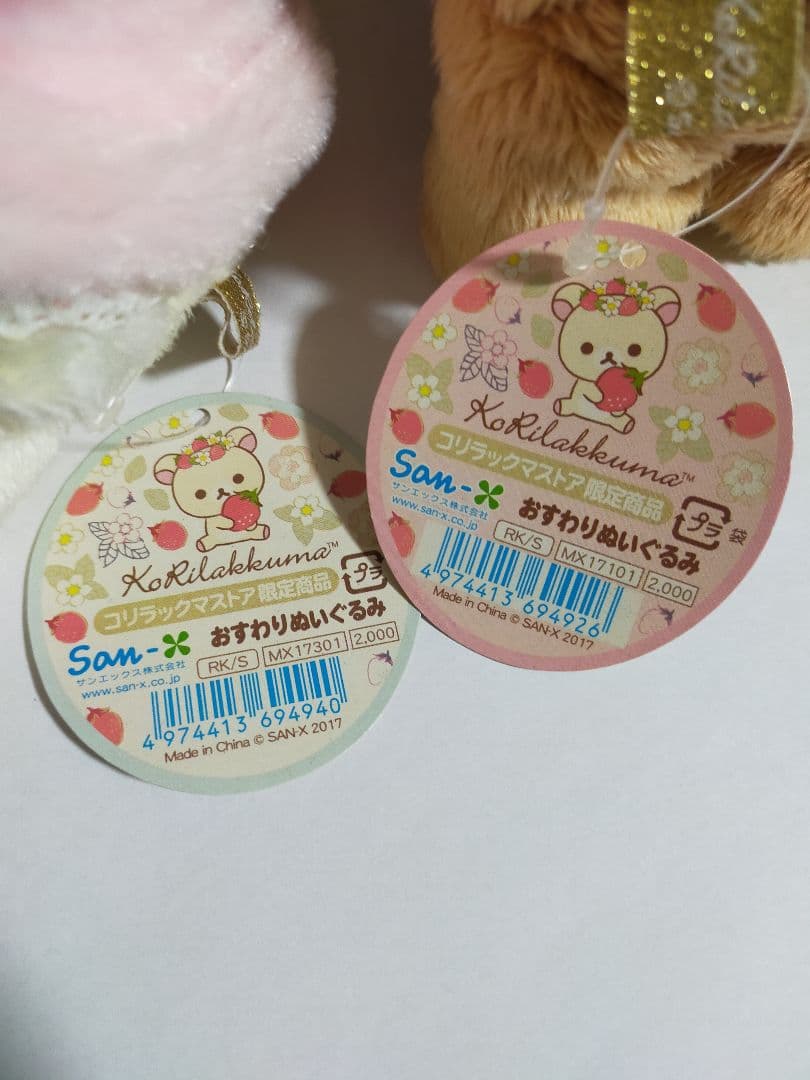 KoRilakkuma™
コリラックマストア限定商品
San-X
サンエックス株式会社
www.san-x.co.jp
プラ
おすわりぬいぐるみ
RK/S MX17301 2,000
4 974413 694940
Made in China © SAN-X 2017
KoRilakkuma™
コリラックマストア限定商品
San-X
サンエックス株式会社
www.san-x.co.jp
プラ 袋
おすわりぬいぐるみ
RK/S MX17101 2,000
4 974413 694926
Made in China © SAN-X 2017